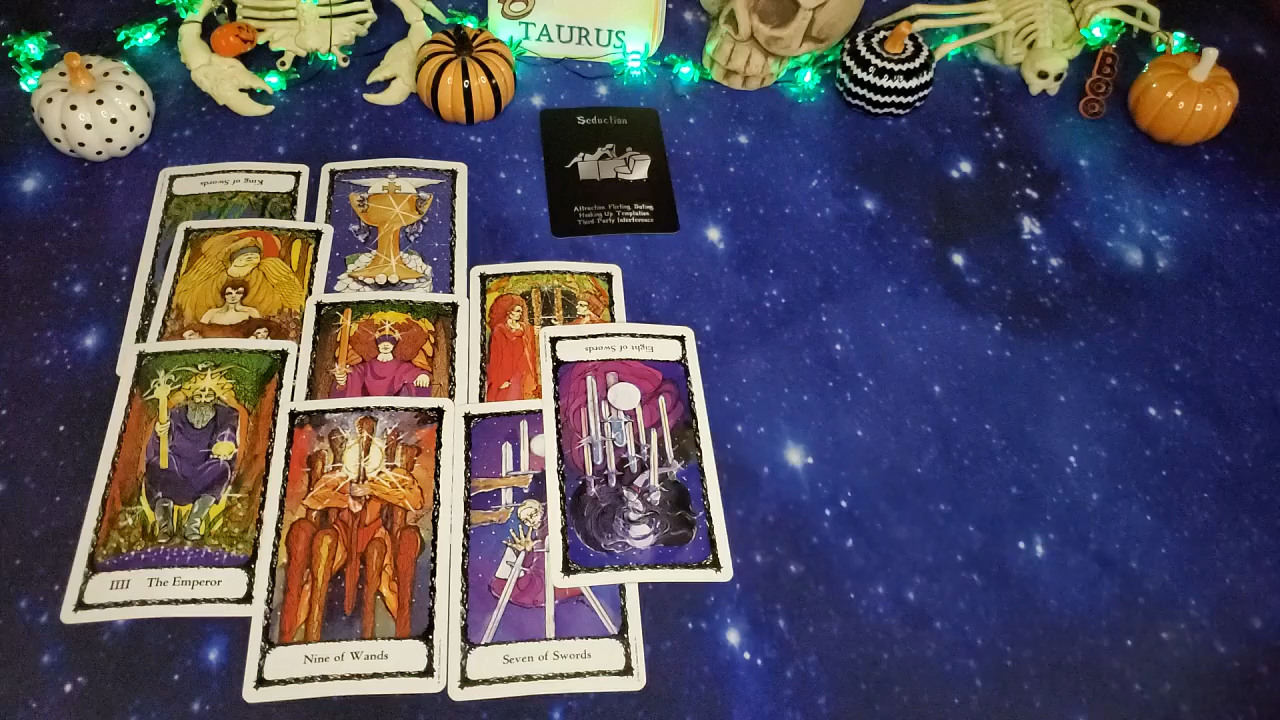 TAURUS
BOO
Seduction
Attraction, Flirting, Dating,
Hooking Up, Temptation,
Third Party Interference
King of Swords
Eight of Swords
IIII The Emperor
Nine of Wands
Seven of Swords